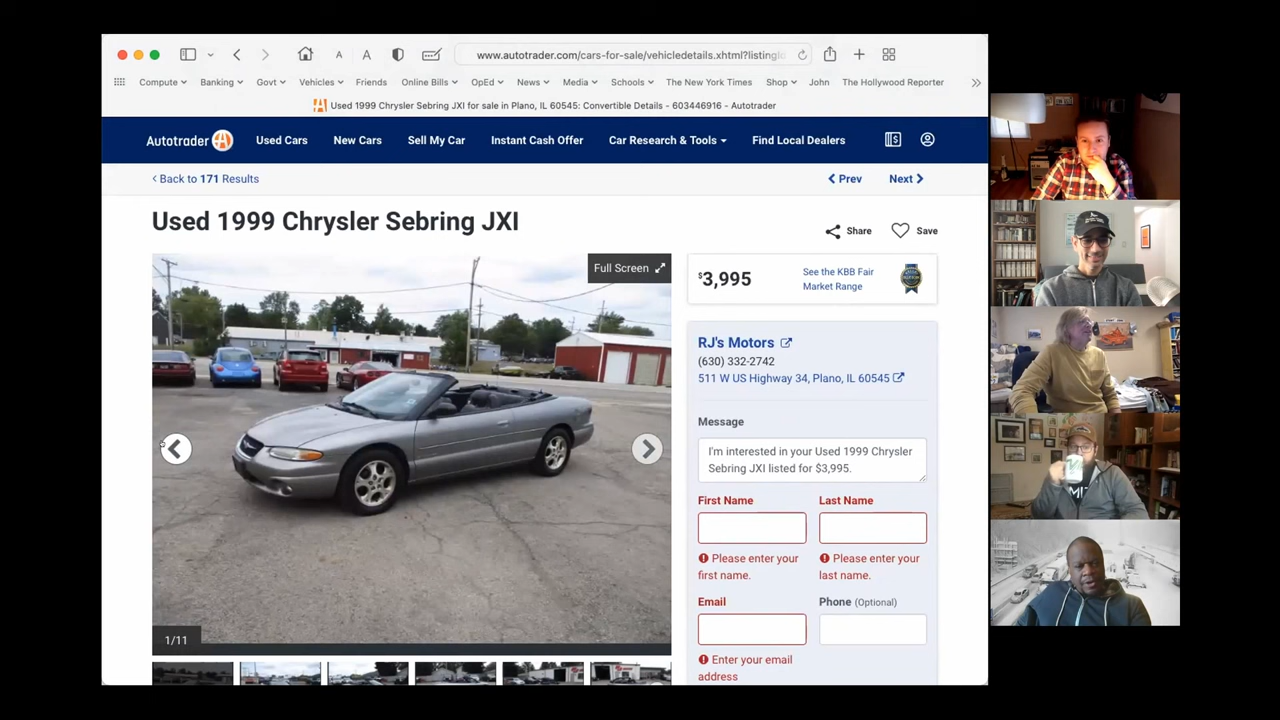 www.autotrader.com/cars-for-sale/vehicledetails.xhtml?listingId
Compute Banking Govt Vehicles Friends Online Bills OpEd News Media Schools The New York Times Shop John The Hollywood Reporter
Used 1999 Chrysler Sebring JXI for sale in Plano, IL 60545: Convertible Details - 603446916 - Autotrader
Autotrader Used Cars New Cars Sell My Car Instant Cash Offer Car Research & Tools Find Local Dealers
Back to 171 Results
Prev Next
Used 1999 Chrysler Sebring JXI
Share Save
Full Screen
1/11
$3,995
See the KBB Fair
Market Range
RJ's Motors
(630) 332-2742
511 W US Highway 34, Plano, IL 60545
Message
I'm interested in your Used 1999 Chrysler
Sebring JXI listed for $3,995.
First Name Last Name
Please enter your Please enter your
first name. last name.
Email Phone (Optional)
Enter your email
address